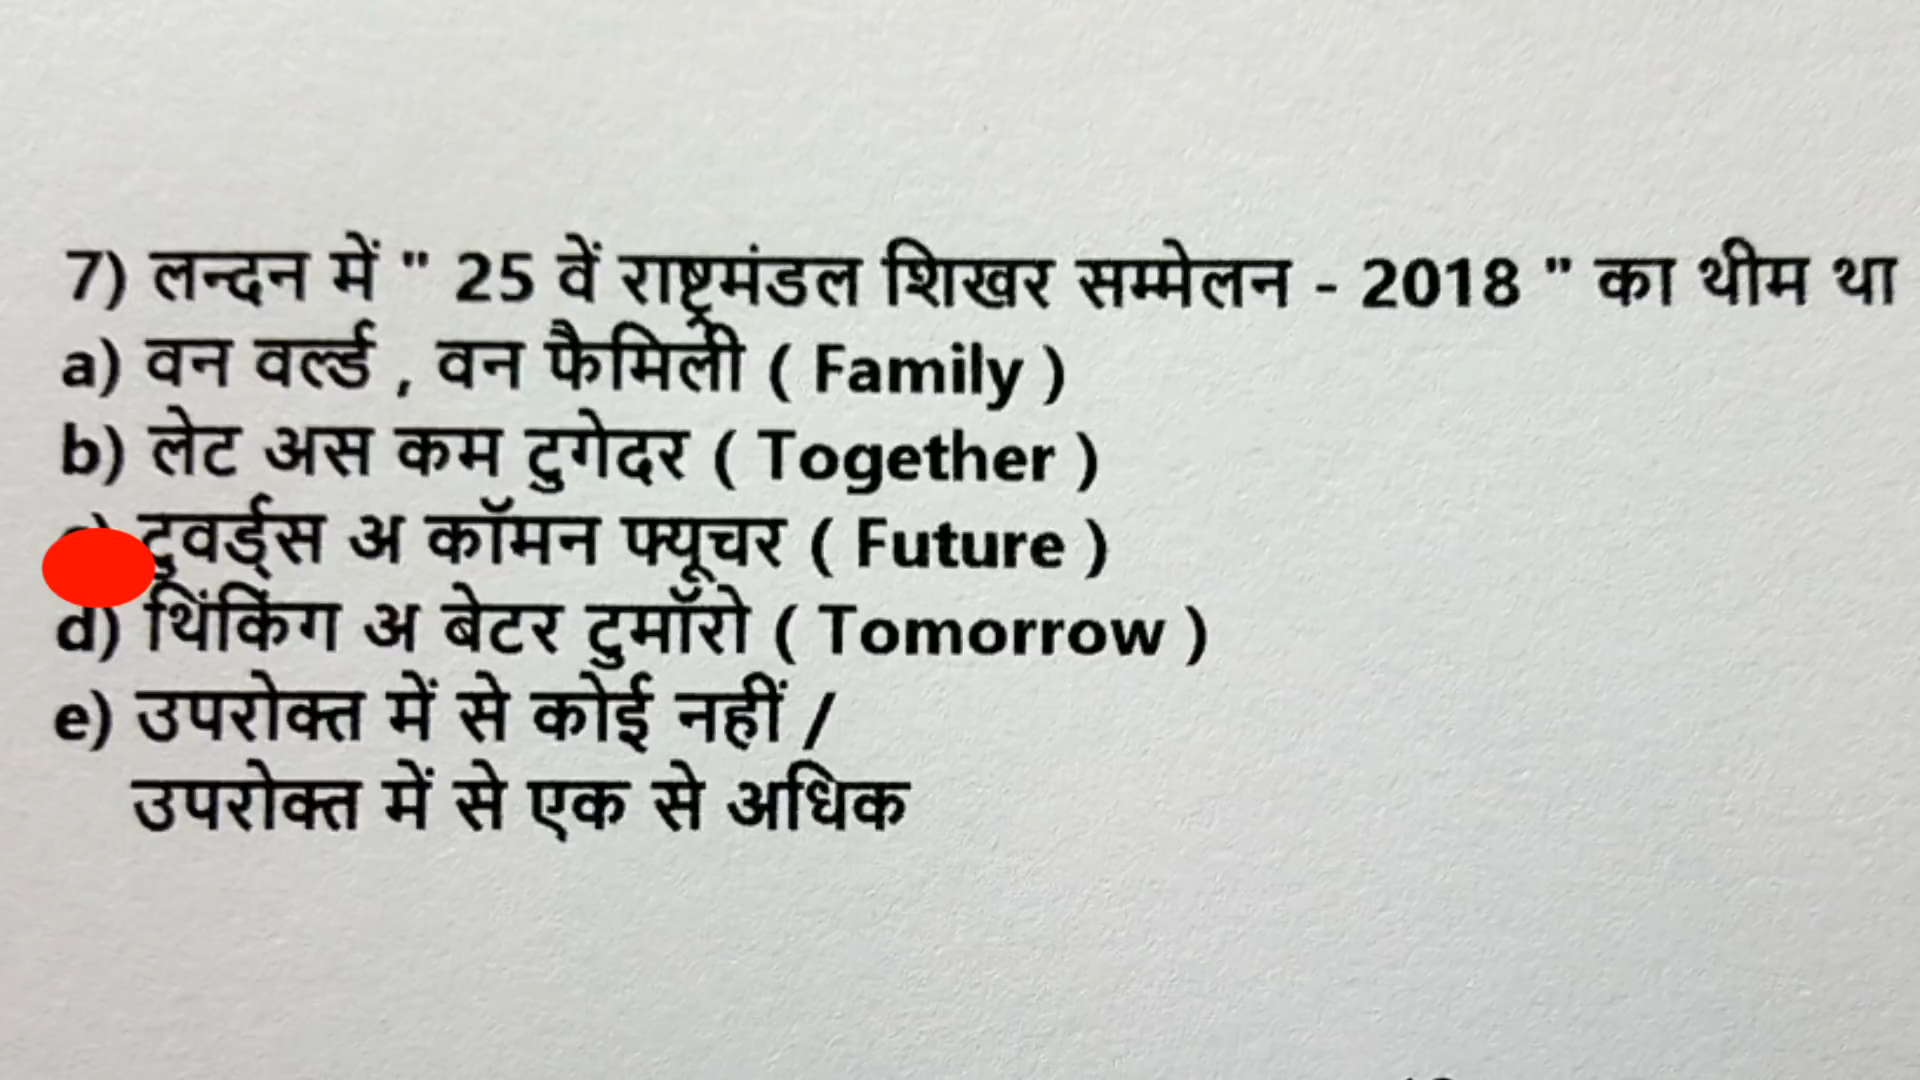 7) लन्दन में " 25 वें राष्ट्रमंडल शिखर सम्मेलन - 2018 " का थीम था
a) वन वर्ल्ड , वन फैमिली ( Family )
b) लेट अस कम टुगेदर ( Together )
टुवर्ड्स अ कॉमन फ्यूचर ( Future )
d) थिंकिंग अ बेटर टुमॉरो ( Tomorrow )
e) उपरोक्त में से कोई नहीं /
उपरोक्त में से एक से अधिक